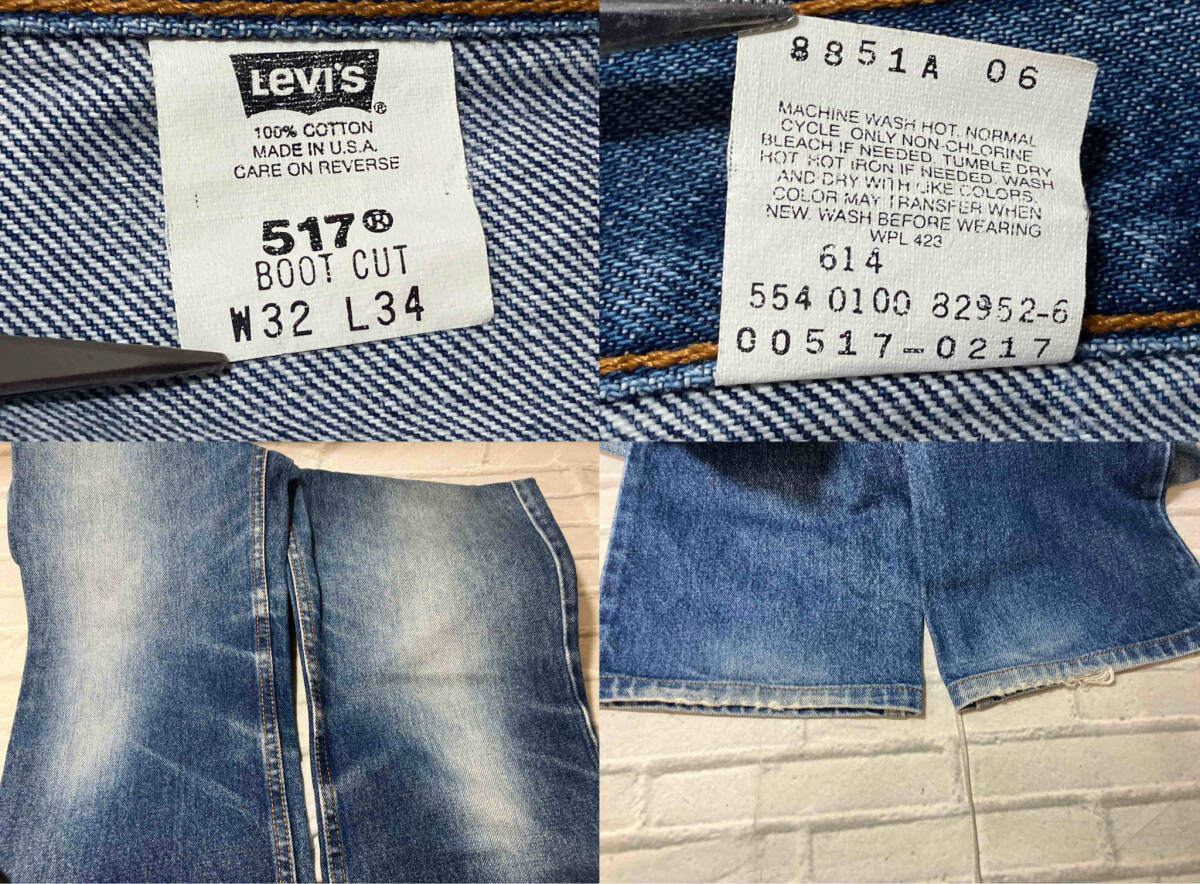 LEVI'S ®
100% COTTON
MADE IN U.S.A.
CARE ON REVERSE
517®
BOOT CUT
W32 L34
8851A 06
MACHINE WASH HOT, NORMAL
CYCLE. ONLY NON-CHLORINE
BLEACH IF NEEDED. TUMBLE DRY
HOT. HOT IRON IF NEEDED. WASH
AND DRY WITH LIKE COLORS.
COLOR MAY TRANSFER WHEN
NEW. WASH BEFORE WEARING
WPL 423
614
554 0100 82952-6
00517-0217